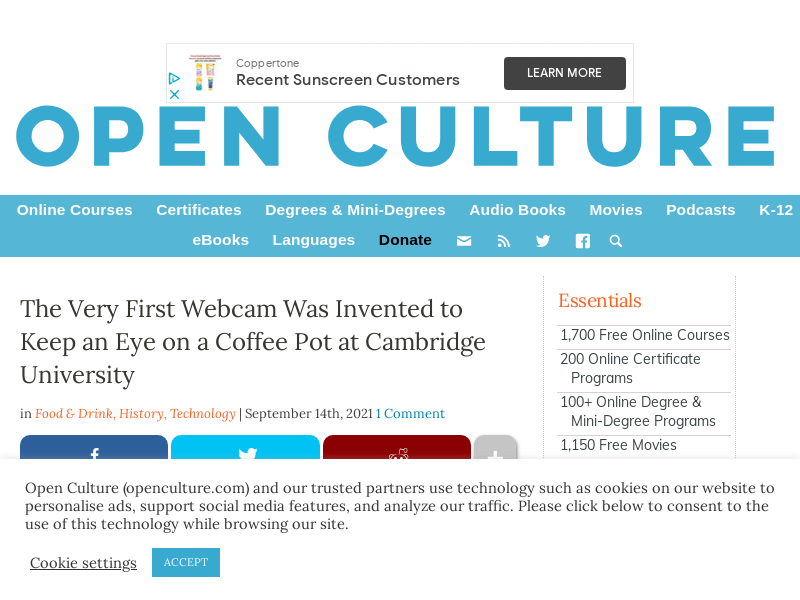 Coppertone
Recent Sunscreen Customers
LEARN MORE
OPEN CULTURE
Online Courses Certificates Degrees & Mini-Degrees Audio Books Movies Podcasts K-12
eBooks Languages Donate
The Very First Webcam Was Invented to
Keep an Eye on a Coffee Pot at Cambridge
University
in Food & Drink, History, Technology | September 14th, 2021 1 Comment
Essentials
1,700 Free Online Courses
200 Online Certificate
Programs
100+ Online Degree &
Mini-Degree Programs
1,150 Free Movies
Open Culture (openculture.com) and our trusted partners use technology such as cookies on our website to
personalise ads, support social media features, and analyze our traffic. Please click below to consent to the
use of this technology while browsing our site.
Cookie settings
ACCEPT